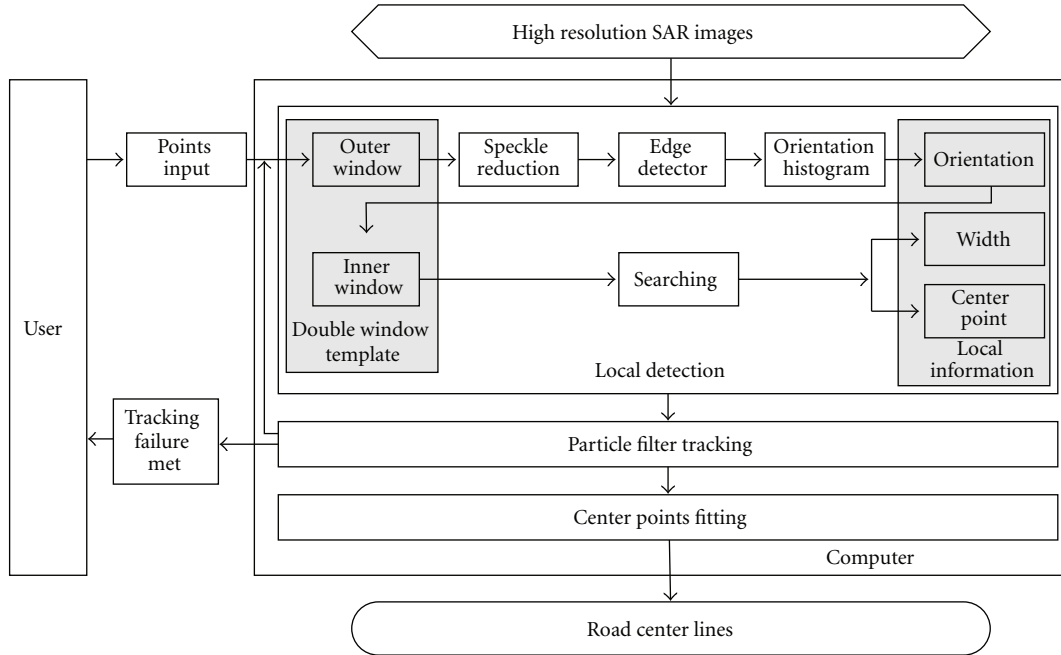 High resolution SAR images
User
Points
input
Outer
window
Speckle
reduction
Edge
detector
Orientation
histogram
Orientation
Inner
window
Searching
Width
Center
point
Double window
template
Local
information
Local detection
Tracking
failure
met
Particle filter tracking
Center points fitting
Computer
Road center lines